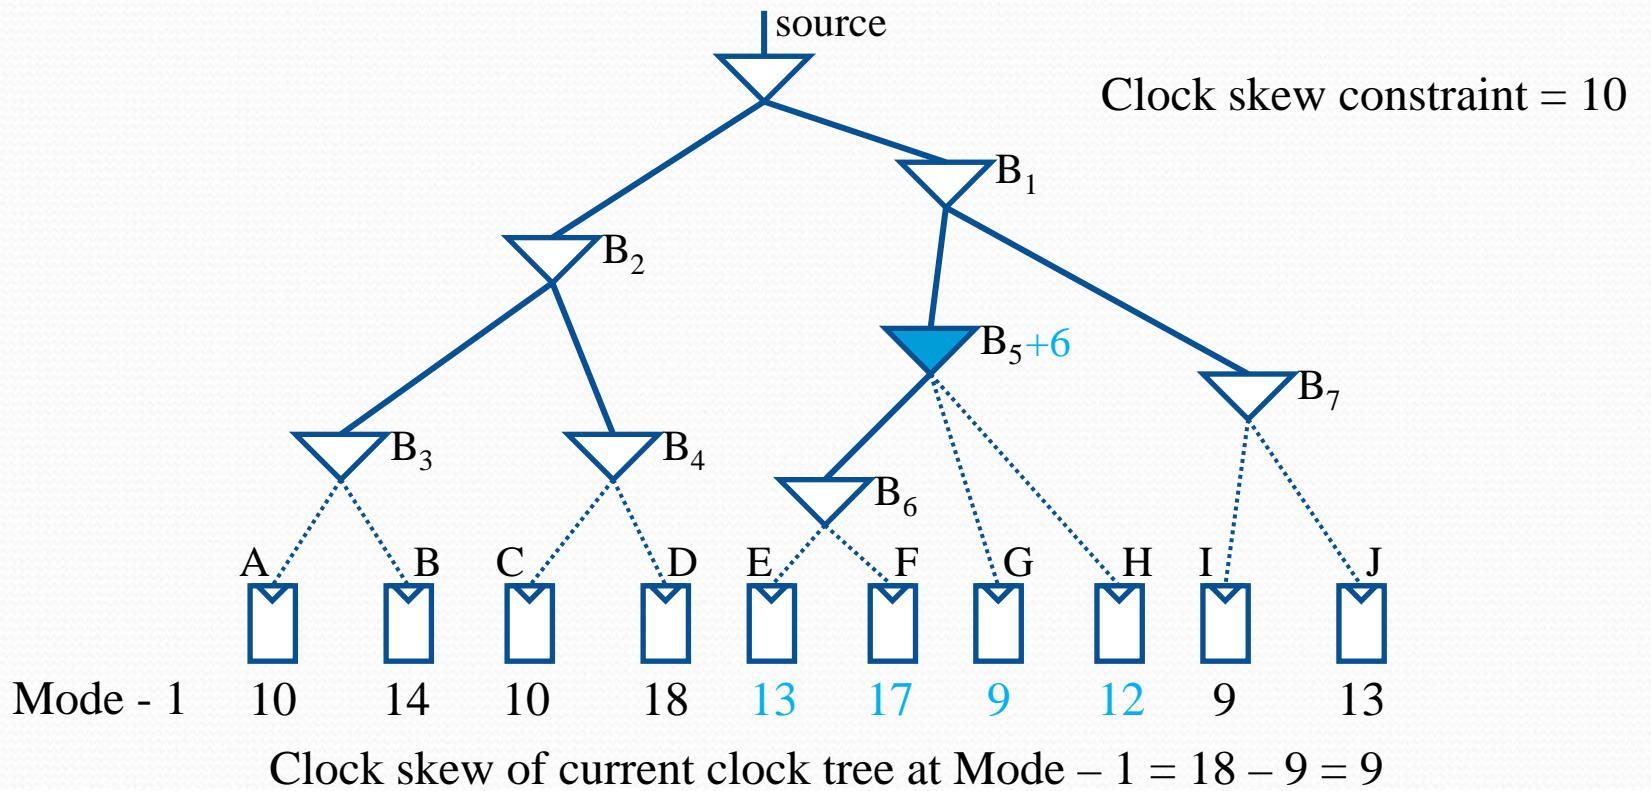 source
Clock skew constraint = 10
B1
B2
B5+6
B7
B3
B4
B6
A B C D E F G H I J
Mode - 1 10 14 10 18 13 17 9 12 9 13
Clock skew of current clock tree at Mode – 1 = 18 – 9 = 9